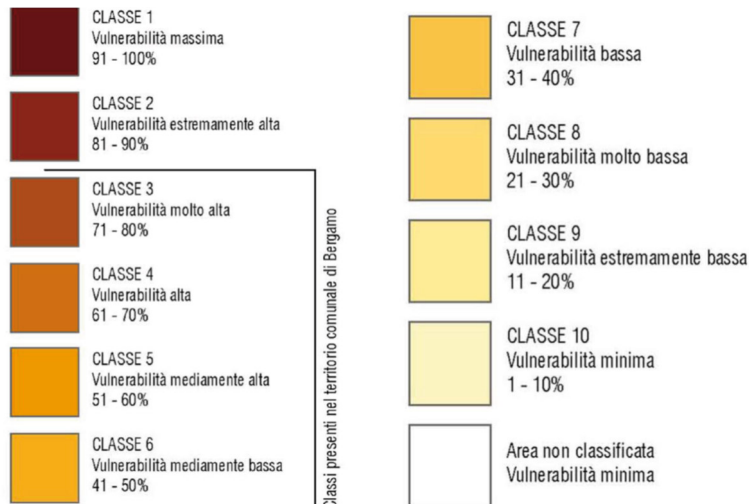 CLASSE 1
Vulnerabilità massima
91 - 100%
CLASSE 2
Vulnerabilità estremamente alta
81 - 90%
CLASSE 3
Vulnerabilità molto alta
71 - 80%
CLASSE 4
Vulnerabilità alta
61 - 70%
CLASSE 5
Vulnerabilità mediamente alta
51 - 60%
CLASSE 6
Vulnerabilità mediamente bassa
41 - 50%
Classi presenti nel territorio comunale di Bergamo
CLASSE 7
Vulnerabilità bassa
31 - 40%
CLASSE 8
Vulnerabilità molto bassa
21 - 30%
CLASSE 9
Vulnerabilità estremamente bassa
11 - 20%
CLASSE 10
Vulnerabilità minima
1 - 10%
Area non classificata
Vulnerabilità minima